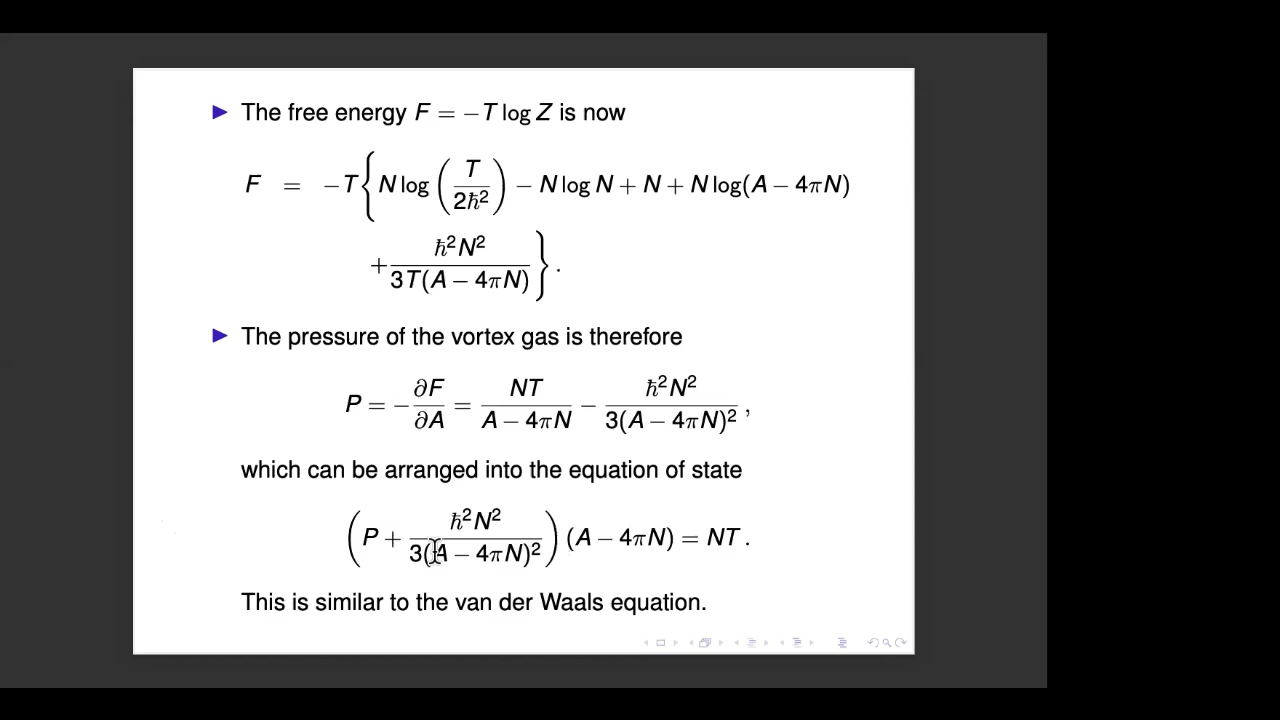 ▶ The free energy F = −T log Z is now
F = −T{ N log (T/2ħ²) − N log N + N + N log(A − 4πN)
+ ħ²N²/3T(A − 4πN) }.
▶ The pressure of the vortex gas is therefore
P = −∂F/∂A = NT/A − 4πN − ħ²N²/3(A − 4πN)²,
which can be arranged into the equation of state
(P + ħ²N²/3(A − 4πN)²) (A − 4πN) = NT.
This is similar to the van der Waals equation.